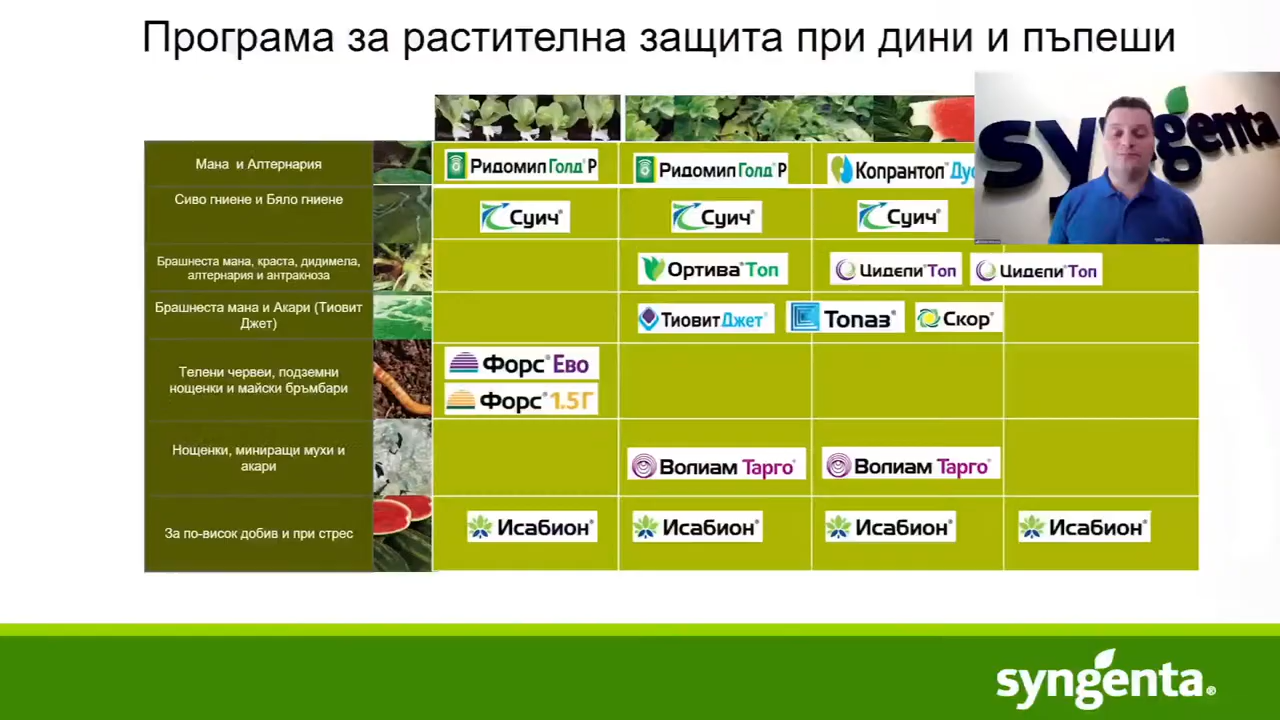 Програма за растителна защита при дини и пъпеши
syngenta
Мана и Алтернария
Ридомил Голд® Р
Ридомил Голд® Р
Копрантол™ Дуо
Сиво гниене и Бяло гниене
Суич®
Суич®
Суич®
Брашнеста мана, краста, дидимела,
алтернария и антракноза
Ортива® Топ
Цидели® Топ
Цидели® Топ
Брашнеста мана и Акари (Тиовит
Джет)
Тиовит Джет®
Топаз®
Скор®
Телени червеи, подземни
нощенки и майски бръмбари
Форс® Ево
Форс® 1.5Г
Нощенки, миниращи мухи и
акари
Волиам Тарго®
Волиам Тарго®
За по-висок добив и при стрес
Исабион®
Исабион®
Исабион®
Исабион®
syngenta®